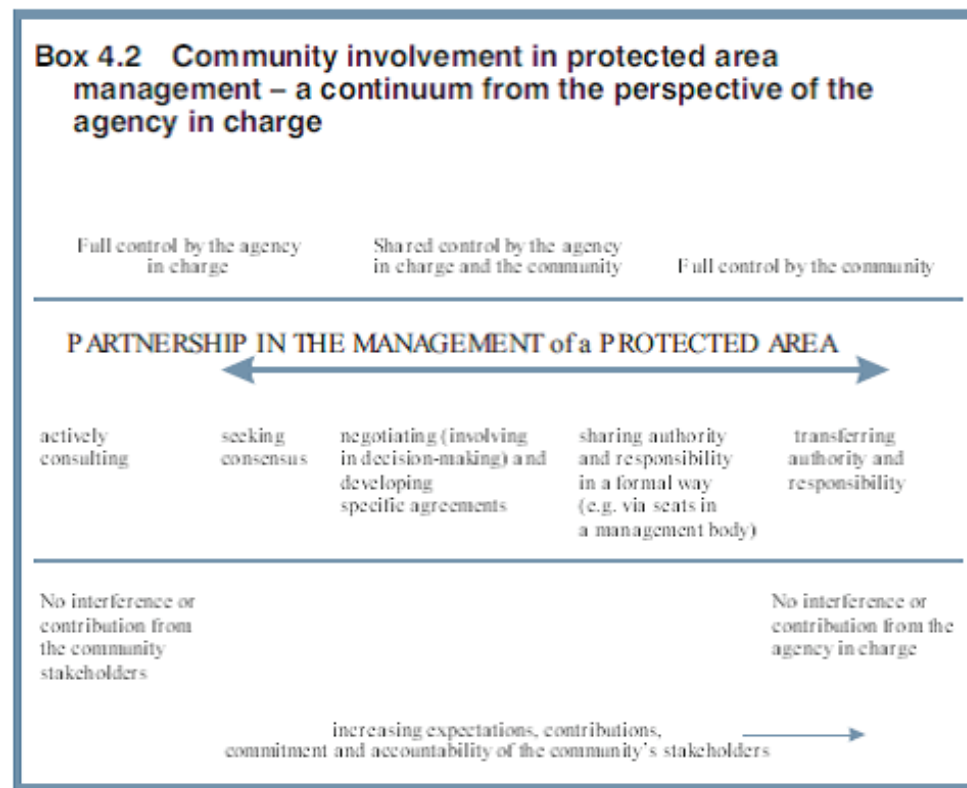 Box 4.2 Community involvement in protected area
management – a continuum from the perspective of the
agency in charge
Full control by the agency
in charge
Shared control by the agency
in charge and the community
Full control by the community
PARTNERSHIP IN THE MANAGEMENT of a PROTECTED AREA
actively
consulting
seeking
consensus
negotiating (involving
in decision-making) and
developing
specific agreements
sharing authority
and responsibility
in a formal way
(e.g. via seats in
a management body)
transferring
authority and
responsibility
No interference or
contribution from
the community
stakeholders
No interference or
contribution from the
agency in charge
increasing expectations, contributions,
commitment and accountability of the community's stakeholders